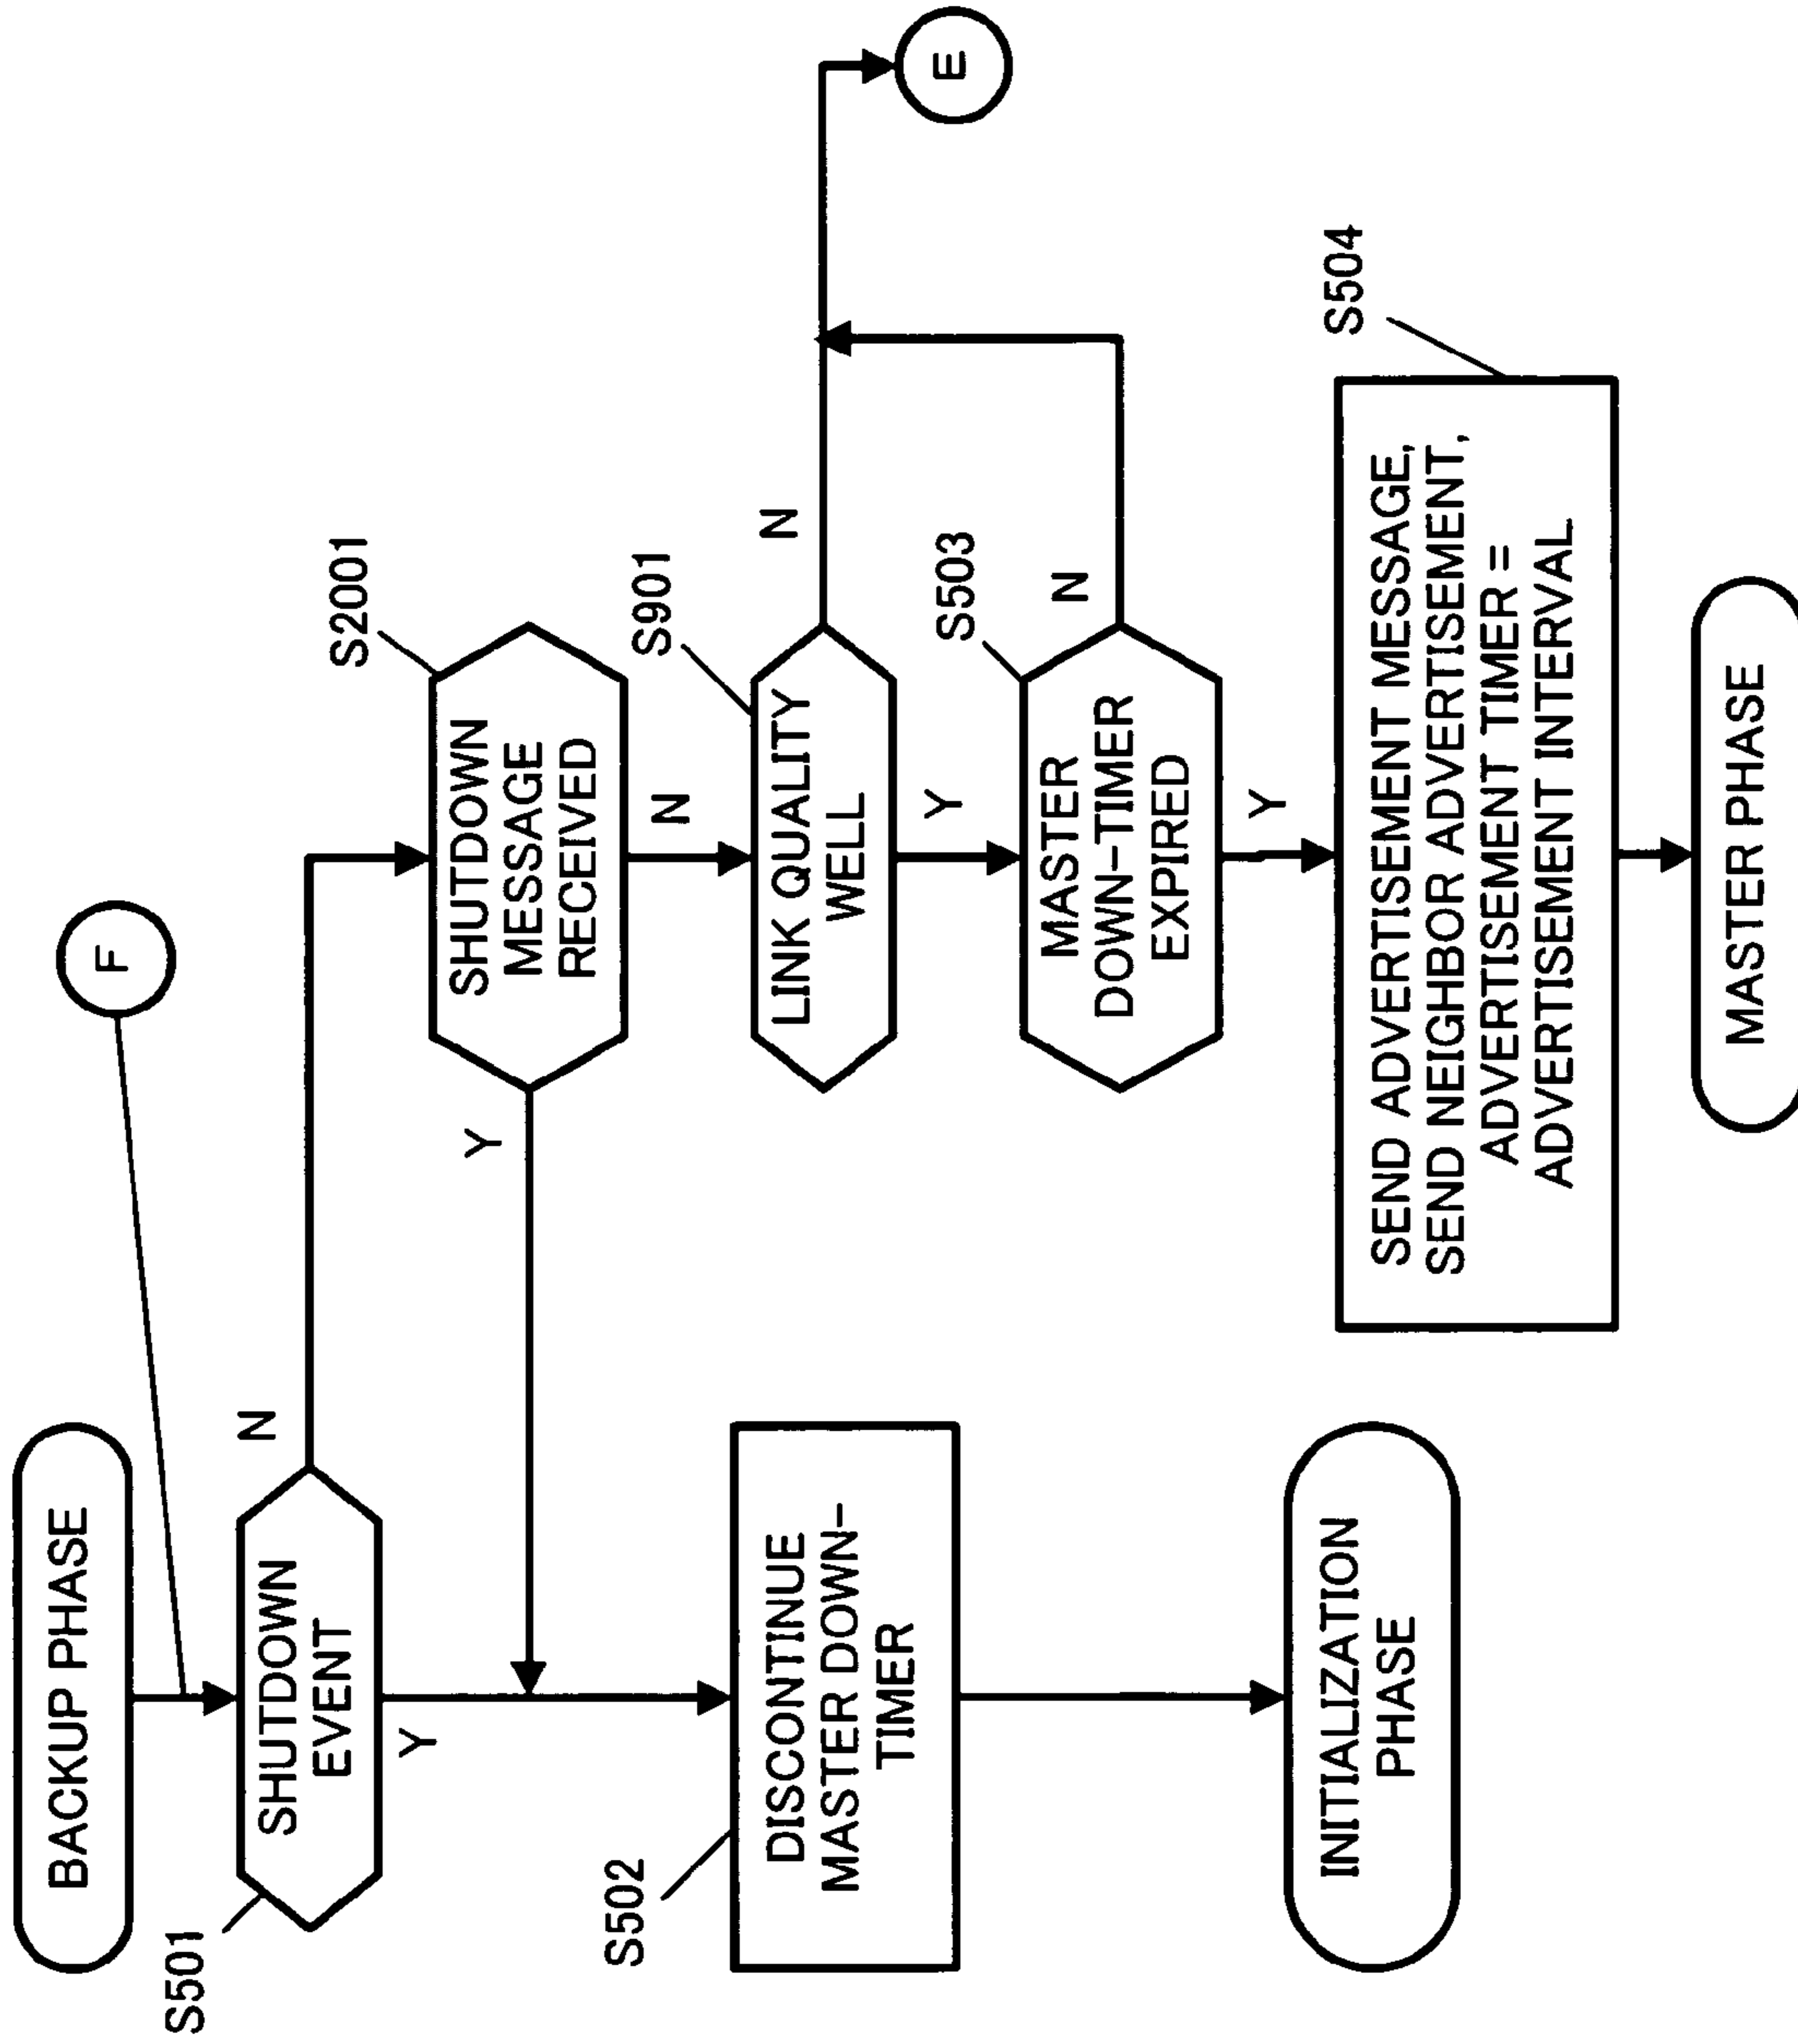 BACKUP PHASE
F
S501
SHUTDOWN
EVENT
N
Y
S2001
SHUTDOWN
MESSAGE
RECEIVED
Y
N
S901
LINK QUALITY
WELL
N
Y
E
S502
DISCONTINUE
MASTER DOWN-
TIMER
S503
MASTER
DOWN-TIMER
EXPIRED
N
Y
S504
SEND ADVERTISEMENT MESSAGE,
SEND NEIGHBOR ADVERTISEMENT,
ADVERTISEMENT TIMER =
ADVERTISEMENT INTERVAL
INITIALIZATION
PHASE
MASTER PHASE